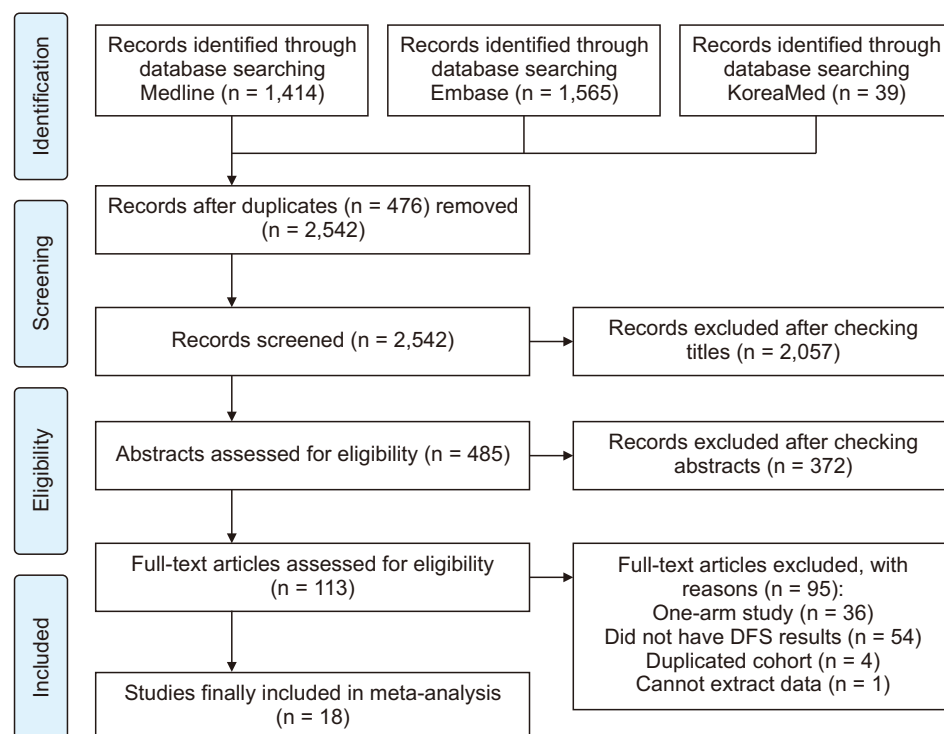 Identification
Records identified through
database searching
Medline (n = 1,414)
Records identified through
database searching
Embase (n = 1,565)
Records identified through
database searching
KoreaMed (n = 39)
Records after duplicates (n = 476) removed
(n = 2,542)
Screening
Records screened (n = 2,542)
Records excluded after checking
titles (n = 2,057)
Eligibility
Abstracts assessed for eligibility (n = 485)
Records excluded after checking
abstracts (n = 372)
Full-text articles assessed for eligibility
(n = 113)
Full-text articles excluded, with
reasons (n = 95):
One-arm study (n = 36)
Did not have DFS results (n = 54)
Duplicated cohort (n = 4)
Cannot extract data (n = 1)
Included
Studies finally included in meta-analysis
(n = 18)